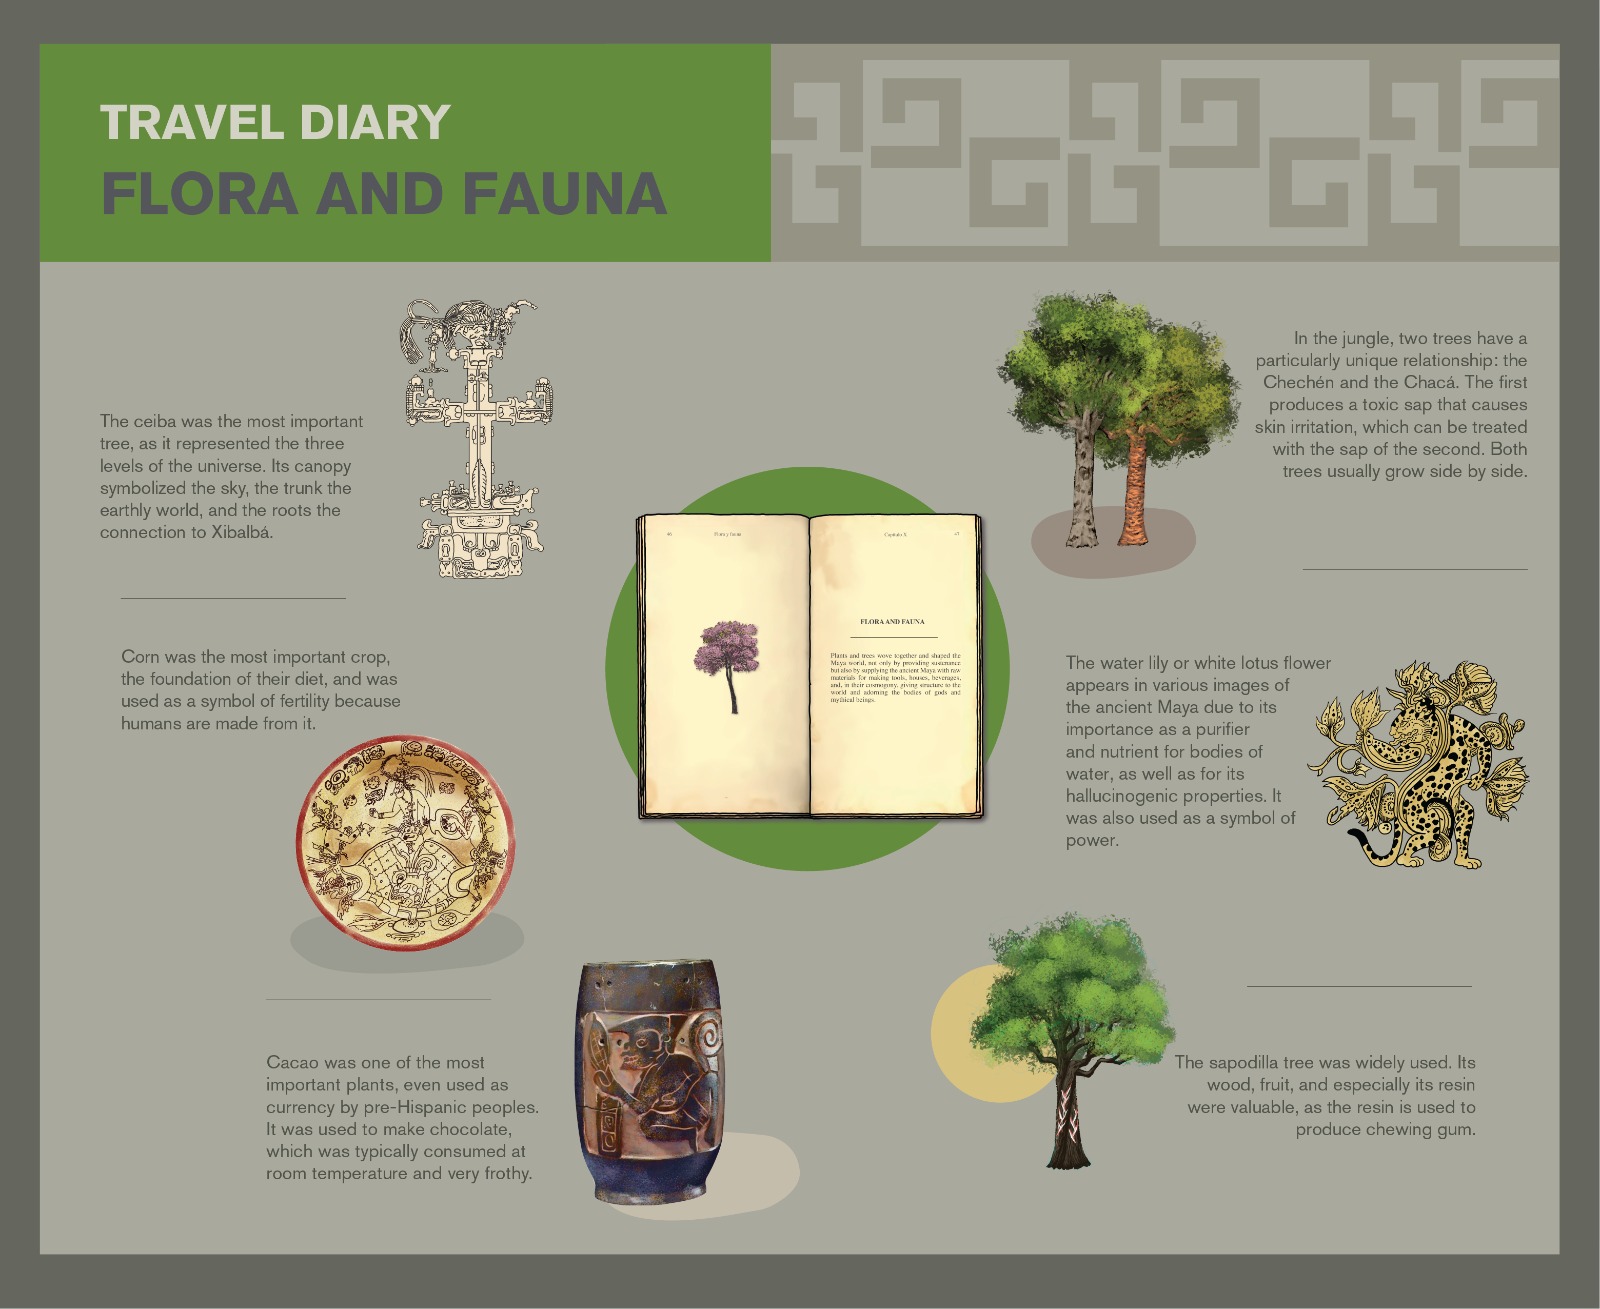 TRAVEL DIARY
FLORA AND FAUNA
The ceiba was the most important
tree, as it represented the three
levels of the universe. Its canopy
symbolized the sky, the trunk the
earthly world, and the roots the
connection to Xibalbá.
Corn was the most important crop,
the foundation of their diet, and was
used as a symbol of fertility because
humans are made from it.
Cacao was one of the most
important plants, even used as
currency by pre-Hispanic peoples.
It was used to make chocolate,
which was typically consumed at
room temperature and very frothy.
46 Flora y fauna
Capítulo X 47
FLORA AND FAUNA
Plants and trees wove together and shaped the
Maya world, not only by providing sustenance
but also by supplying the ancient Maya with raw
materials for making tools, houses, beverages,
and, in their cosmogony, giving structure to the
world and adorning the bodies of gods and
mythical beings.
In the jungle, two trees have a
particularly unique relationship: the
Chechén and the Chacá. The first
produces a toxic sap that causes
skin irritation, which can be treated
with the sap of the second. Both
trees usually grow side by side.
The water lily or white lotus flower
appears in various images of
the ancient Maya due to its
importance as a purifier
and nutrient for bodies of
water, as well as for its
hallucinogenic properties. It
was also used as a symbol of
power.
The sapodilla tree was widely used. Its
wood, fruit, and especially its resin
were valuable, as the resin is used to
produce chewing gum.